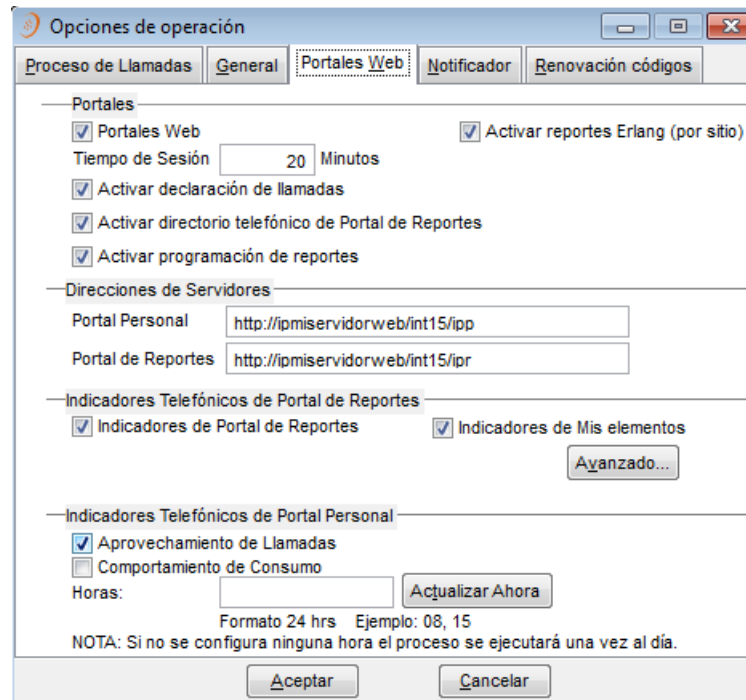 Opciones de operación
Proceso de Llamadas General Portales Web Notificador Renovación códigos
Portales
Portales Web Activar reportes Erlang (por sitio)
Tiempo de Sesión 20 Minutos
Activar declaración de llamadas
Activar directorio telefónico de Portal de Reportes
Activar programación de reportes
Direcciones de Servidores
Portal Personal http://ipmiservidorweb/int15/ipp
Portal de Reportes http://ipmiservidorweb/int15/ipr
Indicadores Telefónicos de Portal de Reportes
Indicadores de Portal de Reportes Indicadores de Mis elementos
Avanzado...
Indicadores Telefónicos de Portal Personal
Aprovechamiento de Llamadas
Comportamiento de Consumo
Horas: Actualizar Ahora
Formato 24 hrs Ejemplo: 08, 15
NOTA: Si no se configura ninguna hora el proceso se ejecutará una vez al día.
Aceptar Cancelar